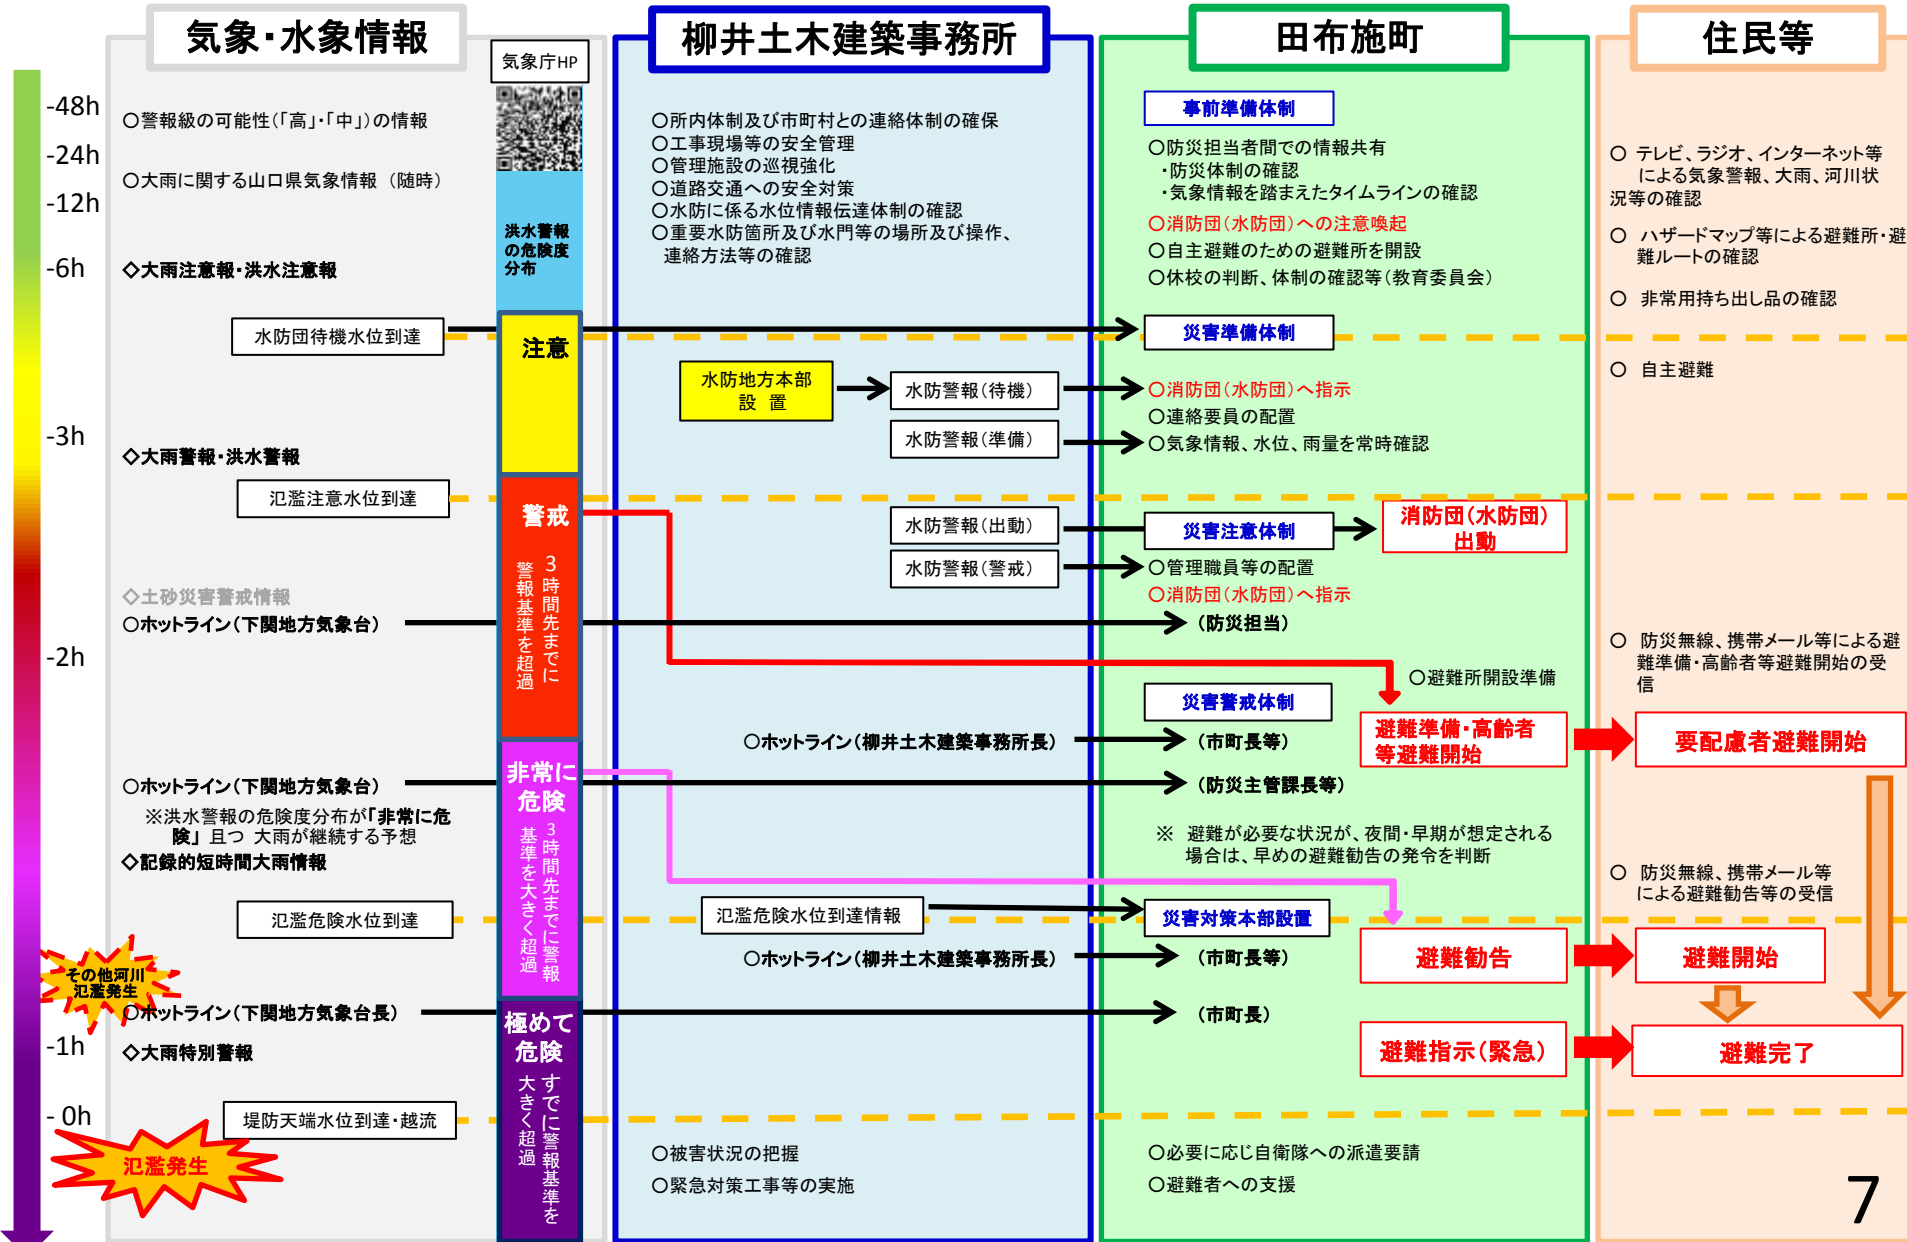 気象・水象情報
気象庁HP
-48h
-24h
-12h
-6h
-3h
-2h
-1h
- 0h
○警報級の可能性(「高」・「中」)の情報
○大雨に関する山口県気象情報 (随時)
◇大雨注意報・洪水注意報
水防団待機水位到達
◇大雨警報・洪水警報
氾濫注意水位到達
◇土砂災害警戒情報
○ホットライン(下関地方気象台)
○ホットライン(下関地方気象台)
※洪水警報の危険度分布が「非常に危
険」 且つ 大雨が継続する予想
◇記録的短時間大雨情報
氾濫危険水位到達
その他河川
氾濫発生
○ホットライン(下関地方気象台長)
◇大雨特別警報
堤防天端水位到達・越流
氾濫発生
洪水警報
の危険度
分布
注意
警戒
3時間先までに
警報基準を超過
非常に
危険
3時間先までに警報
基準を大きく超過
極めて
危険
すでに警報基準を
大きく超過
柳井土木建築事務所
○所内体制及び市町村との連絡体制の確保
○工事現場等の安全管理
○管理施設の巡視強化
○道路交通への安全対策
○水防に係る水位情報伝達体制の確認
○重要水防箇所及び水門等の場所及び操作、
連絡方法等の確認
水防地方本部
設 置
水防警報(待機)
水防警報(準備)
水防警報(出動)
水防警報(警戒)
○ホットライン(柳井土木建築事務所長)
氾濫危険水位到達情報
○ホットライン(柳井土木建築事務所長)
○被害状況の把握
○緊急対策工事等の実施
田布施町
事前準備体制
○防災担当者間での情報共有
・防災体制の確認
・気象情報を踏まえたタイムラインの確認
○消防団(水防団)への注意喚起
○自主避難のための避難所を開設
○休校の判断、体制の確認等(教育委員会)
災害準備体制
○消防団(水防団)へ指示
○連絡要員の配置
○気象情報、水位、雨量を常時確認
災害注意体制
消防団(水防団)
出動
○管理職員等の配置
○消防団(水防団)へ指示
(防災担当)
○避難所開設準備
災害警戒体制
(市町長等)
避難準備・高齢者
等避難開始
(防災主管課長等)
※ 避難が必要な状況が、夜間・早期が想定される
場合は、早めの避難勧告の発令を判断
災害対策本部設置
(市町長等)
避難勧告
(市町長)
避難指示(緊急)
○必要に応じ自衛隊への派遣要請
○避難者への支援
住民等
○ テレビ、ラジオ、インターネット等
による気象警報、大雨、河川状
況等の確認
○ ハザードマップ等による避難所・避
難ルートの確認
○ 非常用持ち出し品の確認
○ 自主避難
○ 防災無線、携帯メール等による避
難準備・高齢者等避難開始の受
信
要配慮者避難開始
○ 防災無線、携帯メール等
による避難勧告等の受信
避難開始
避難完了
7